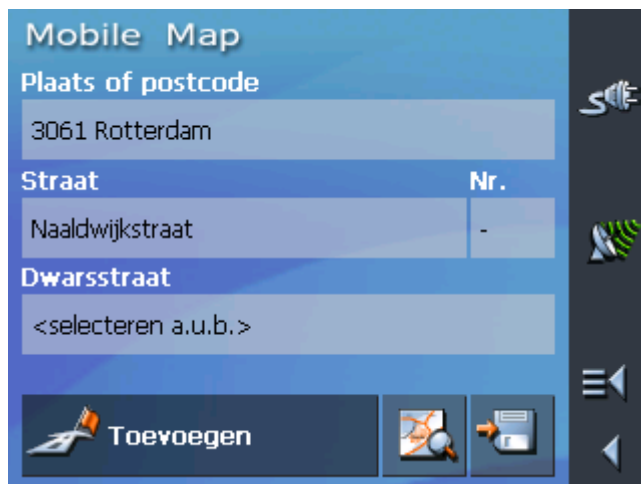 Mobile Map
Plaats of postcode
3061 Rotterdam
Straat Nr.
Naaldwijkstraat -
Dwarsstraat
<selecteren a.u.b.>
Toevoegen